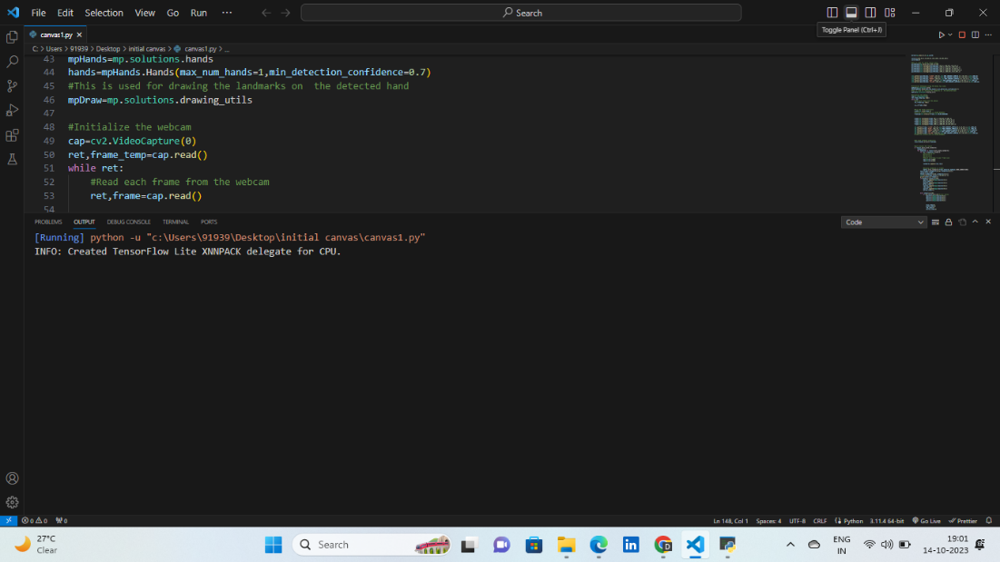 File Edit Selection View Go Run ··· Search
Toggle Panel (Ctrl+J)
canvas1.py
C: > Users > 91939 > Desktop > initial canvas > canvas1.py > ...
43 mpHands=mp.solutions.hands
44 hands=mpHands.Hands(max_num_hands=1,min_detection_confidence=0.7)
45 #This is used for drawing the landmarks on  the detected hand
46 mpDraw=mp.solutions.drawing_utils
47
48 #Initialize the webcam
49 cap=cv2.VideoCapture(0)
50 ret,frame_temp=cap.read()
51 while ret:
52     #Read each frame from the webcam
53     ret,frame=cap.read()
54
PROBLEMS OUTPUT DEBUG CONSOLE TERMINAL PORTS Code
[Running] python -u "c:\Users\91939\Desktop\initial canvas\canvas1.py"
INFO: Created TensorFlow Lite XNNPACK delegate for CPU.
0 0 0 Ln 148, Col 1 Spaces: 4 UTF-8 CRLF Python 3.11.4 64-bit Go Live Prettier
27°C
Clear
Search
ENG
IN
19:01
14-10-2023